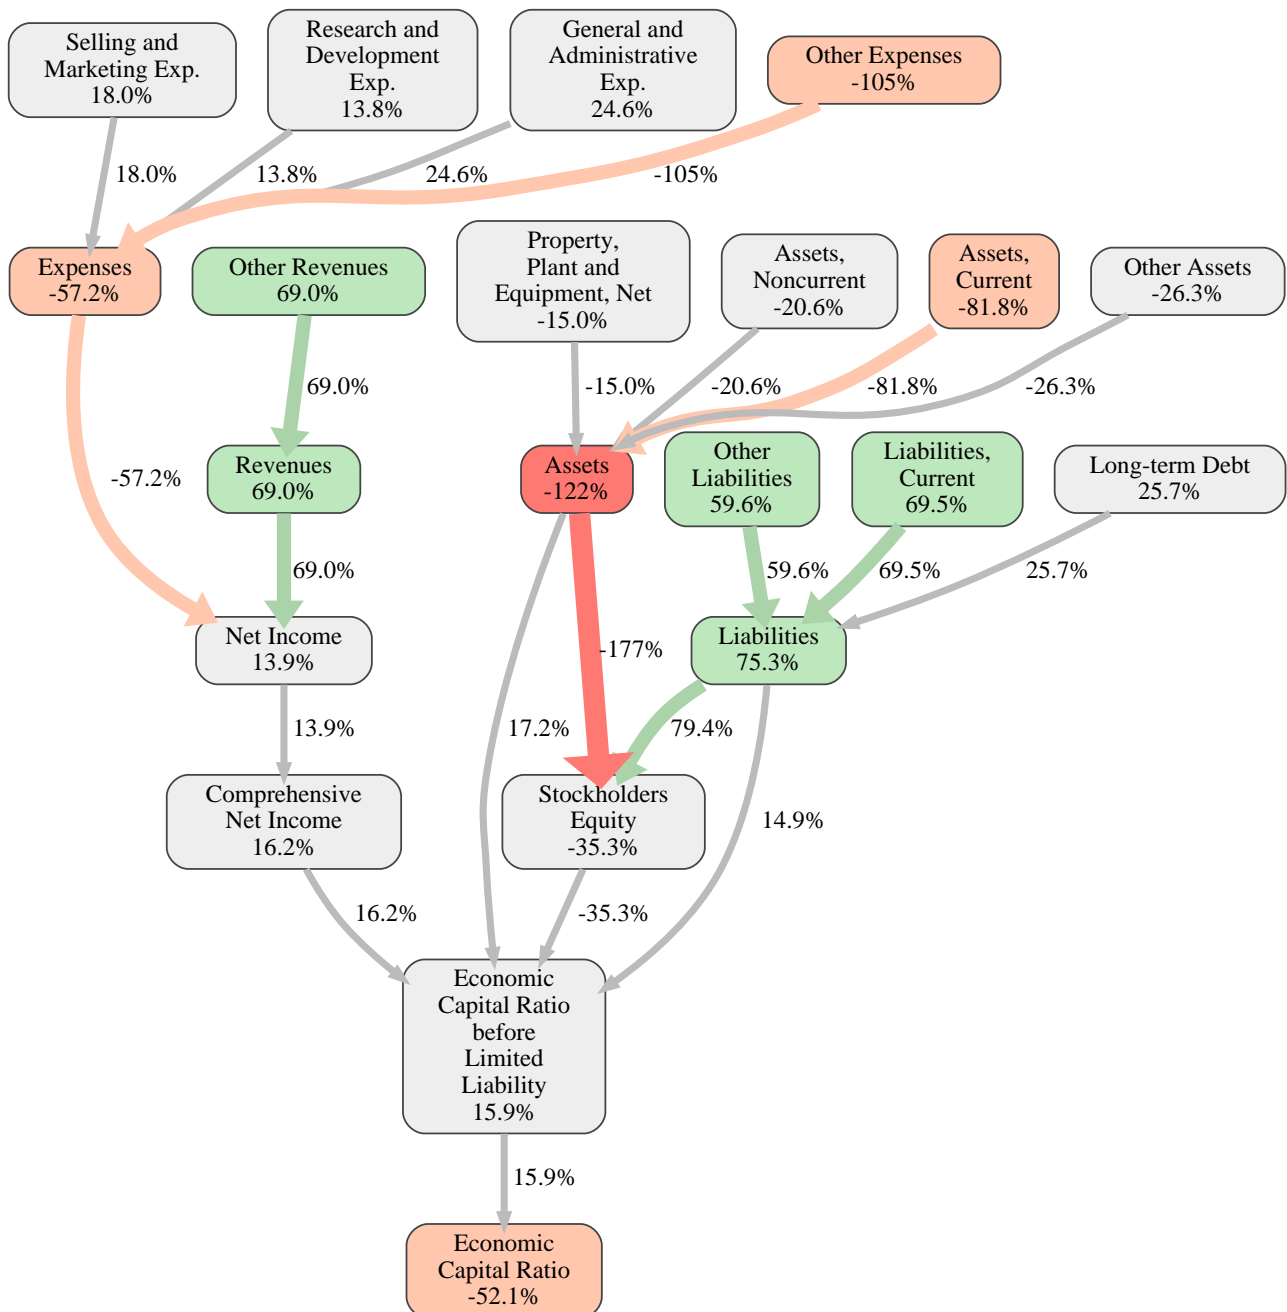 Selling and
Marketing Exp.
18.0%
Research and
Development
Exp.
13.8%
General and
Administrative
Exp.
24.6%
Other Expenses
-105%
18.0%
13.8%
24.6%
-105%
Expenses
-57.2%
Other Revenues
69.0%
Property,
Plant and
Equipment, Net
-15.0%
Assets,
Noncurrent
-20.6%
Assets,
Current
-81.8%
Other Assets
-26.3%
69.0%
-15.0%
-20.6%
-81.8%
-26.3%
-57.2%
Revenues
69.0%
Assets
-122%
Other
Liabilities
59.6%
Liabilities,
Current
69.5%
Long-term Debt
25.7%
69.0%
59.6%
69.5%
25.7%
Net Income
13.9%
-177%
Liabilities
75.3%
13.9%
17.2%
79.4%
Comprehensive
Net Income
16.2%
Stockholders
Equity
-35.3%
14.9%
16.2%
-35.3%
Economic
Capital Ratio
before
Limited
Liability
15.9%
15.9%
Economic
Capital Ratio
-52.1%